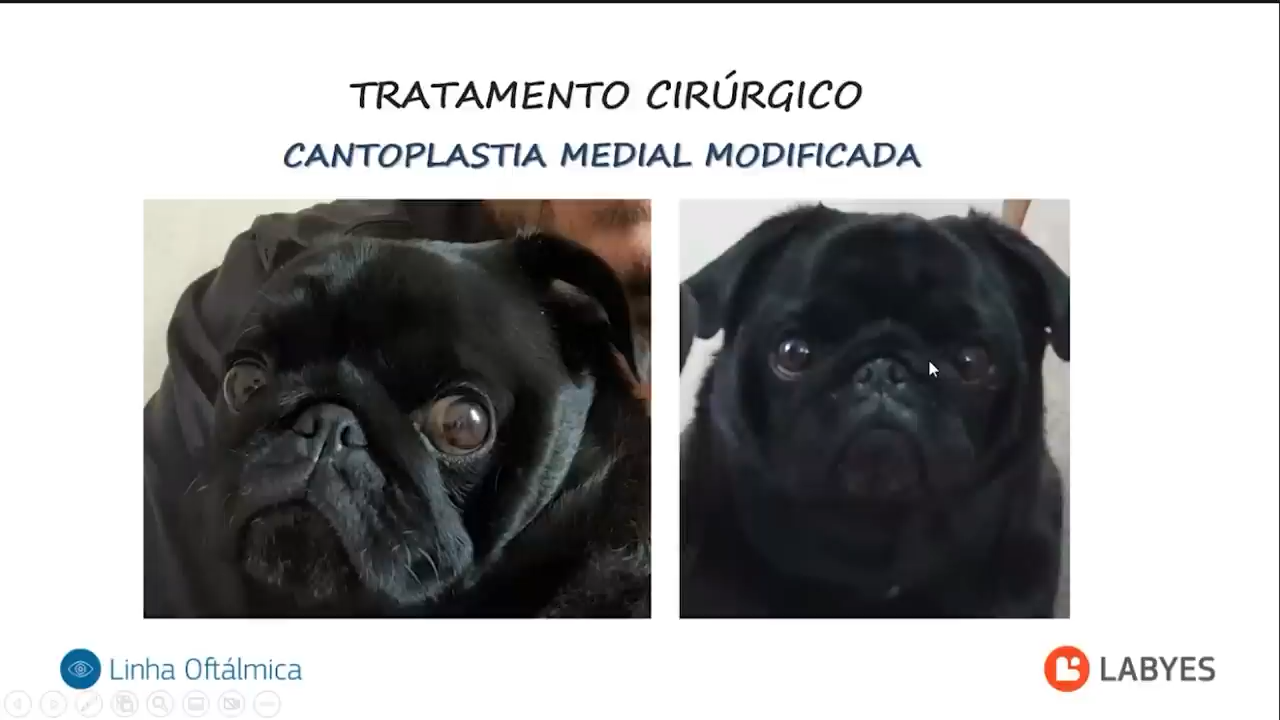 TRATAMENTO CIRÚRGICO
CANTOPLASTIA MEDIAL MODIFICADA
Linha Oftálmica
LABYES